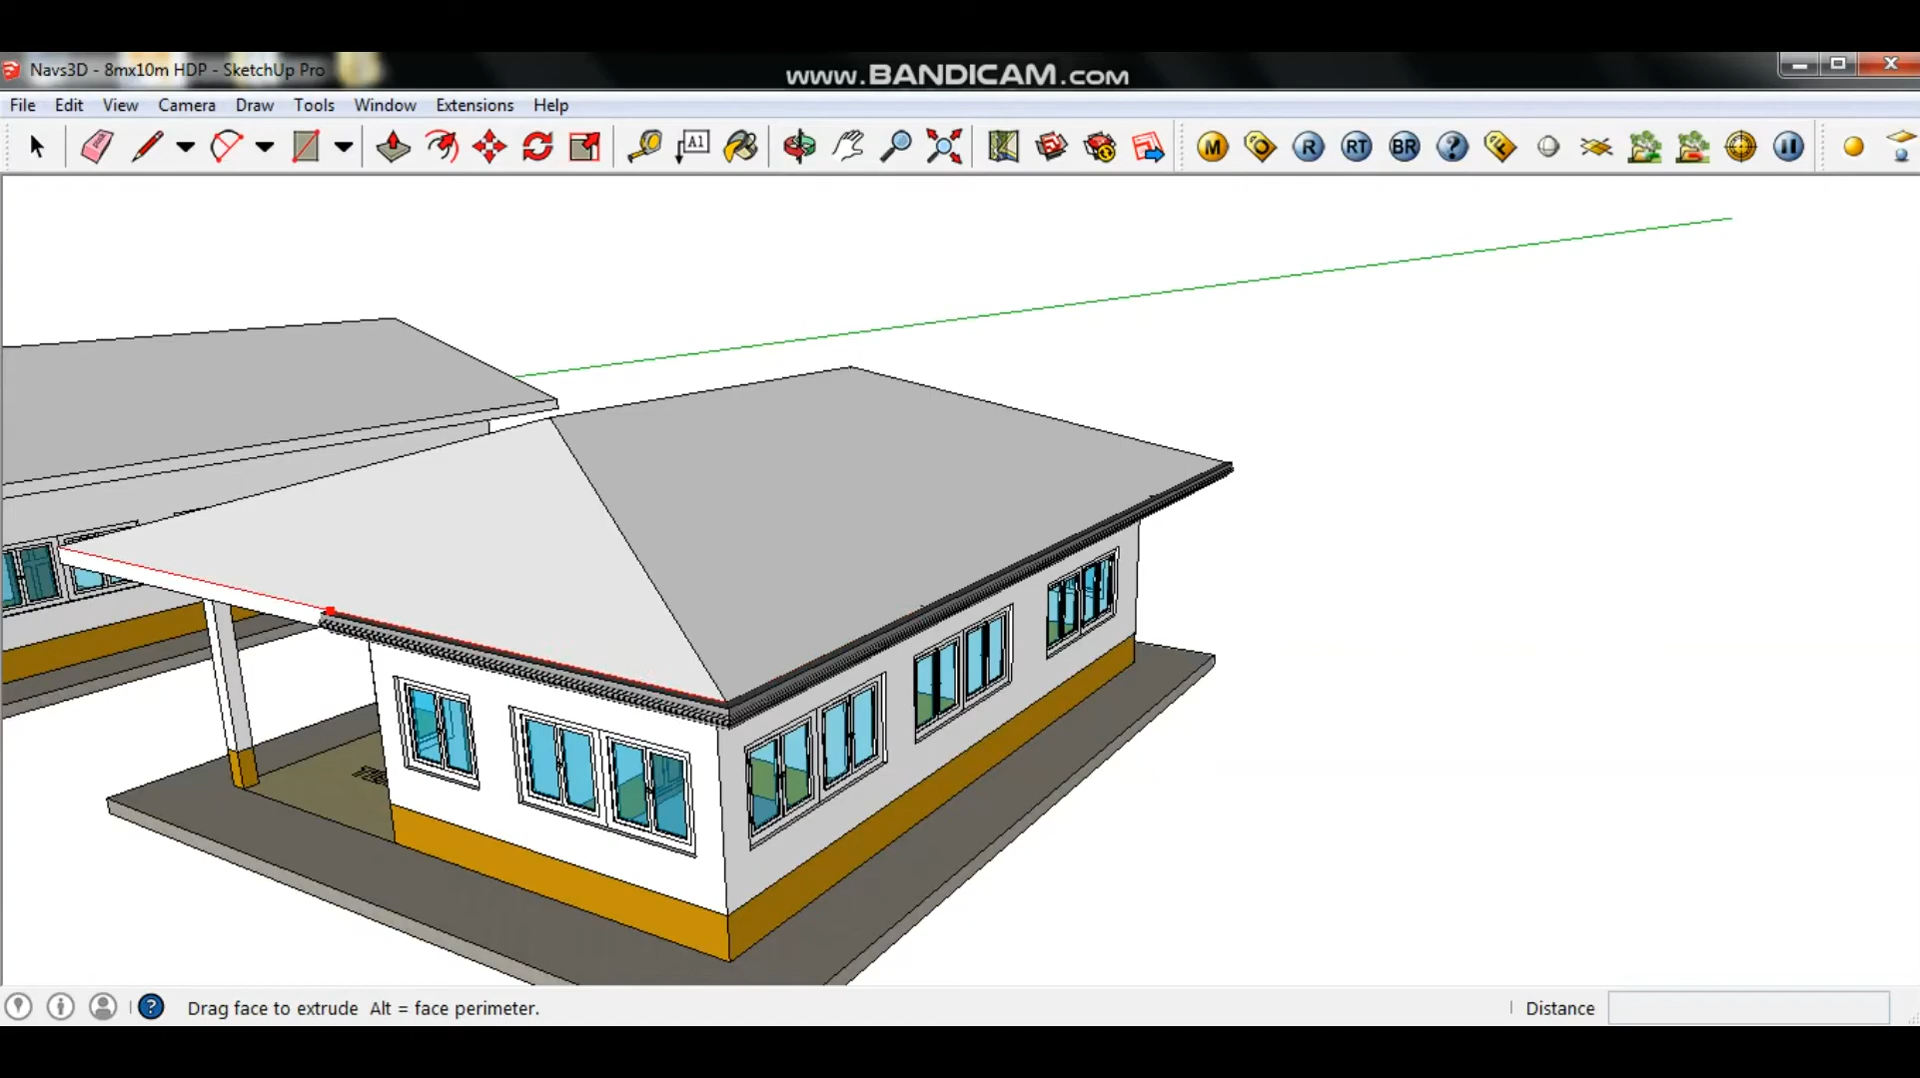 Navs3D - 8mx10m HDP - SketchUp Pro
www.BANDICAM.com
File Edit View Camera Draw Tools Window Extensions Help
A1 M O R RT BR ? F
? Drag face to extrude Alt = face perimeter.
Distance